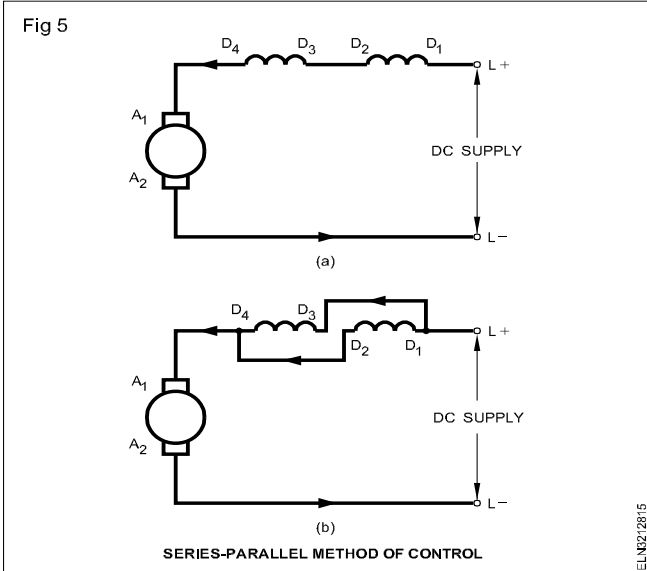 Fig 5
D4 D3 D2 D1
L+
A1
A2
DC SUPPLY
L−
(a)
D4 D3 D2 D1
L+
A1
A2
DC SUPPLY
L−
(b)
SERIES-PARALLEL METHOD OF CONTROL
ELN3212815